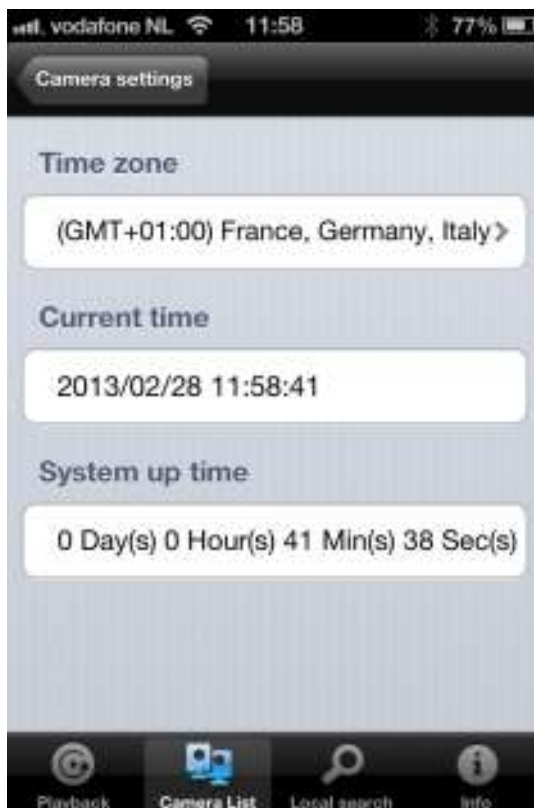 vodafone NL 11:58 77%
Camera settings
Time zone
(GMT+01:00) France, Germany, Italy
Current time
2013/02/28 11:58:41
System up time
0 Day(s) 0 Hour(s) 41 Min(s) 38 Sec(s)
Playback Camera List Local search Info